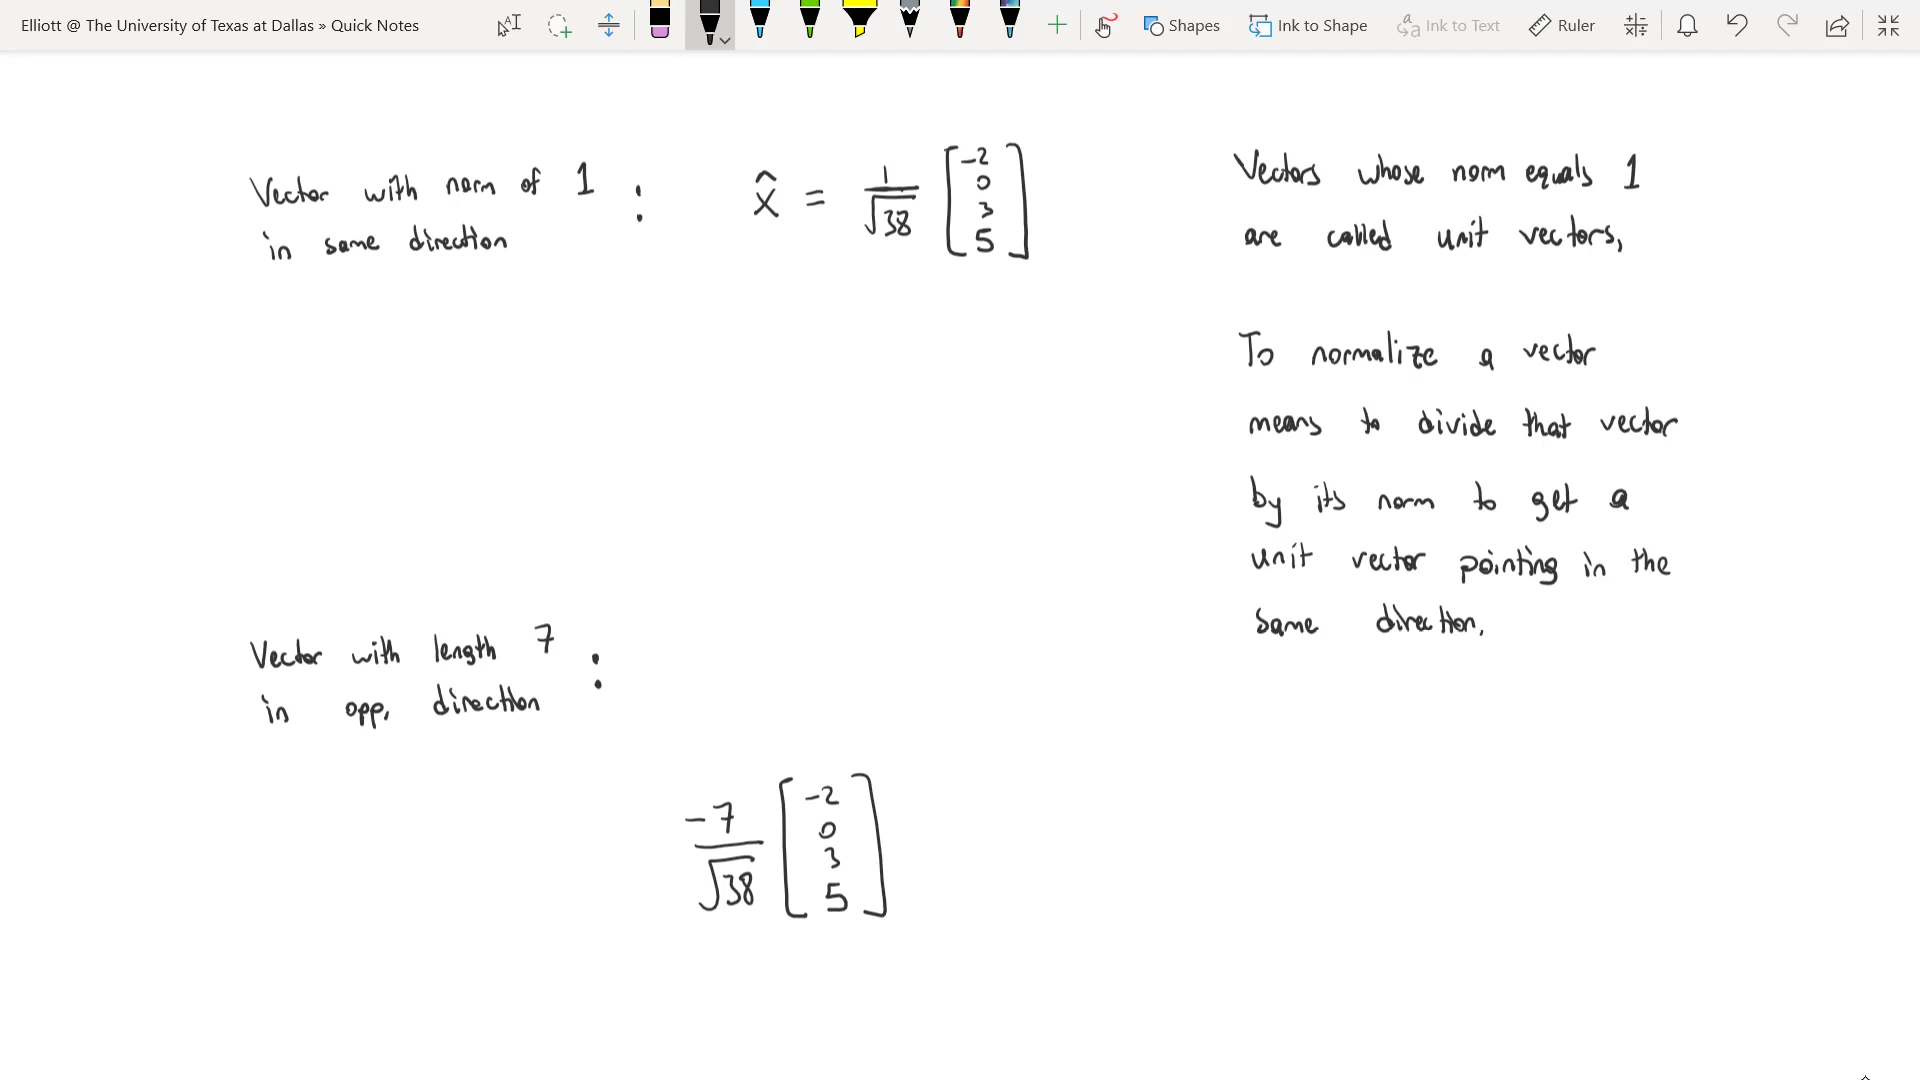 Elliott @ The University of Texas at Dallas » Quick Notes
Shapes
Ink to Shape
Ink to Text
Ruler
Vector with norm of 1 :
in same direction
x̂ = 1/√38 [-2
0
3
5]
Vector with length 7 :
in opp. direction
-7/√38 [-2
0
3
5]
Vectors whose norm equals 1
are called unit vectors.
To normalize a vector
means to divide that vector
by its norm to get a
unit vector pointing in the
same direction.